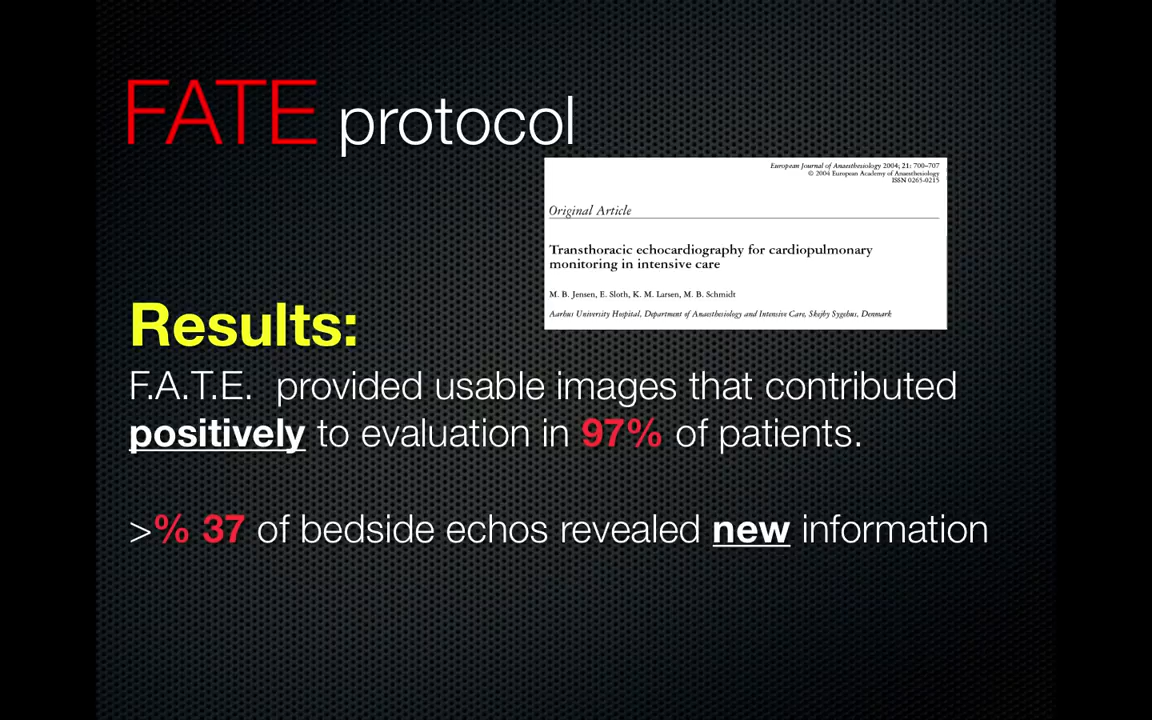 FATE protocol
European Journal of Anaesthesiology 2004; 21: 700–707
© 2004 European Academy of Anaesthesiology
ISSN 0265-0215
Original Article
Transthoracic echocardiography for cardiopulmonary
monitoring in intensive care
M. B. Jensen, E. Sloth, K. M. Larsen, M. B. Schmidt
Aarhus University Hospital, Department of Anaesthesiology and Intensive Care, Skejby Sygehus, Denmark
Results:
F.A.T.E. provided usable images that contributed
positively to evaluation in 97% of patients.
>% 37 of bedside echos revealed new information